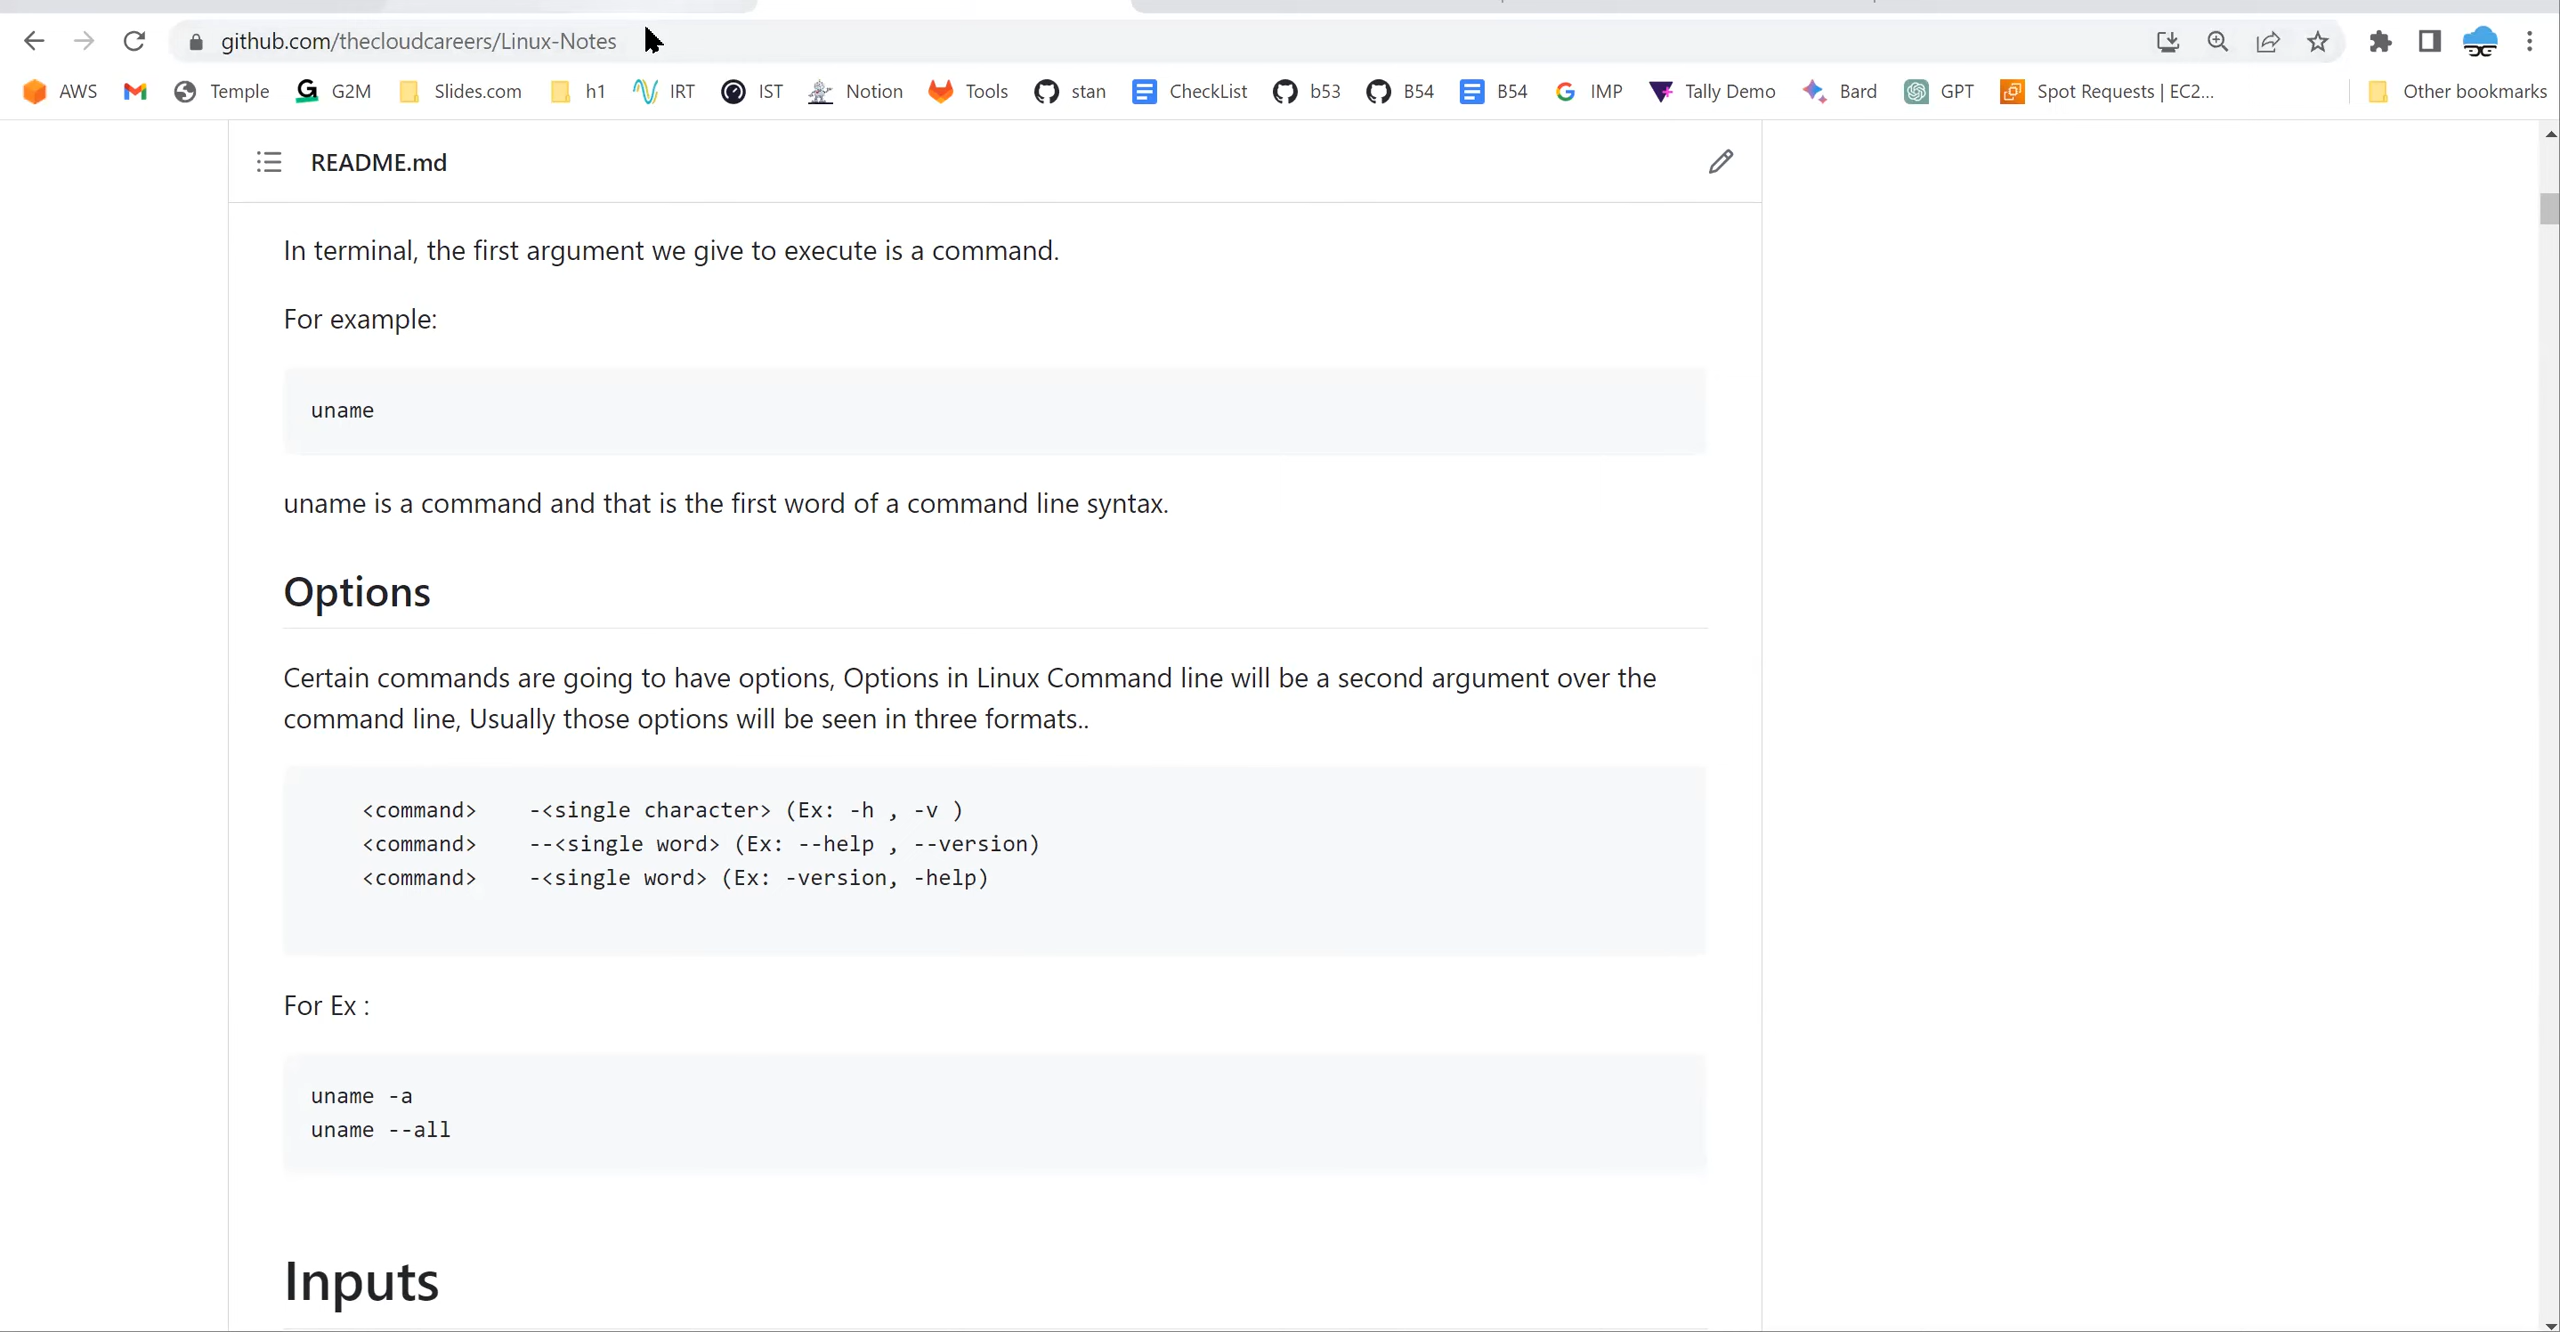 github.com/thecloudcareers/Linux-Notes
AWS Temple G2M Slides.com h1 IRT IST Notion Tools stan CheckList b53 B54 B54 IMP Tally Demo Bard GPT Spot Requests | EC2... Other bookmarks
README.md
In terminal, the first argument we give to execute is a command.
For example:
uname
uname is a command and that is the first word of a command line syntax.
Options
Certain commands are going to have options, Options in Linux Command line will be a second argument over the
command line, Usually those options will be seen in three formats..
<command>    -<single character> (Ex: -h , -v )
<command>    --<single word> (Ex: --help , --version)
<command>    -<single word> (Ex: -version, -help)
For Ex :
uname -a
uname --all
Inputs